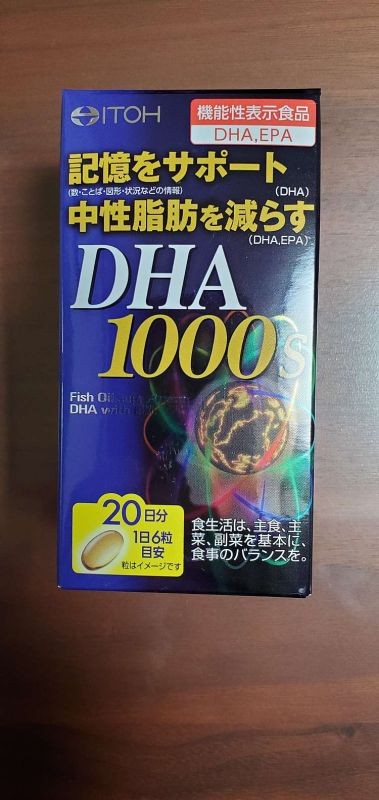 ITOH
機能性表示食品
DHA,EPA
記憶をサポート
(数・ことば・図形・状況などの情報)
(DHA)
中性脂肪を減らす
(DHA,EPA)
DHA
1000s
Fish Oil
DHA with
20日分
1日6粒
目安
粒はイメージです
食生活は、主食、主
菜、副菜を基本に、
食事のバランスを。